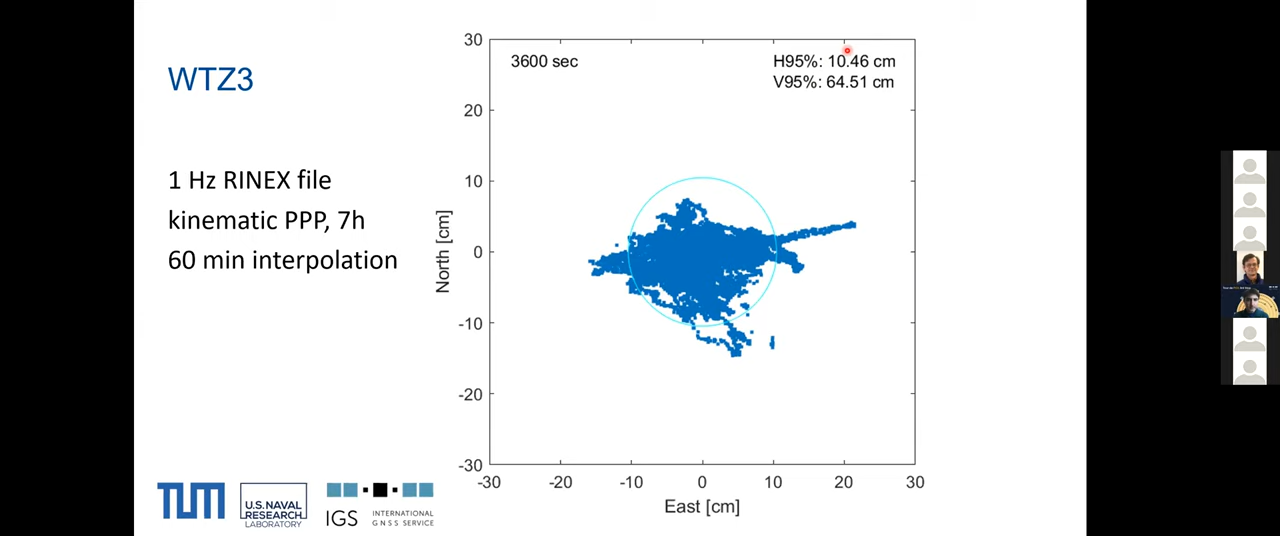 WTZ3
1 Hz RINEX file
kinematic PPP, 7h
60 min interpolation
3600 sec
H95%: 10.46 cm
V95%: 64.51 cm
30
20
10
0
-10
-20
-30
North [cm]
-30
-20
-10
0
10
20
30
East [cm]
TUM
U.S. NAVAL
RESEARCH
LABORATORY
IGS
INTERNATIONAL
GNSS SERVICE